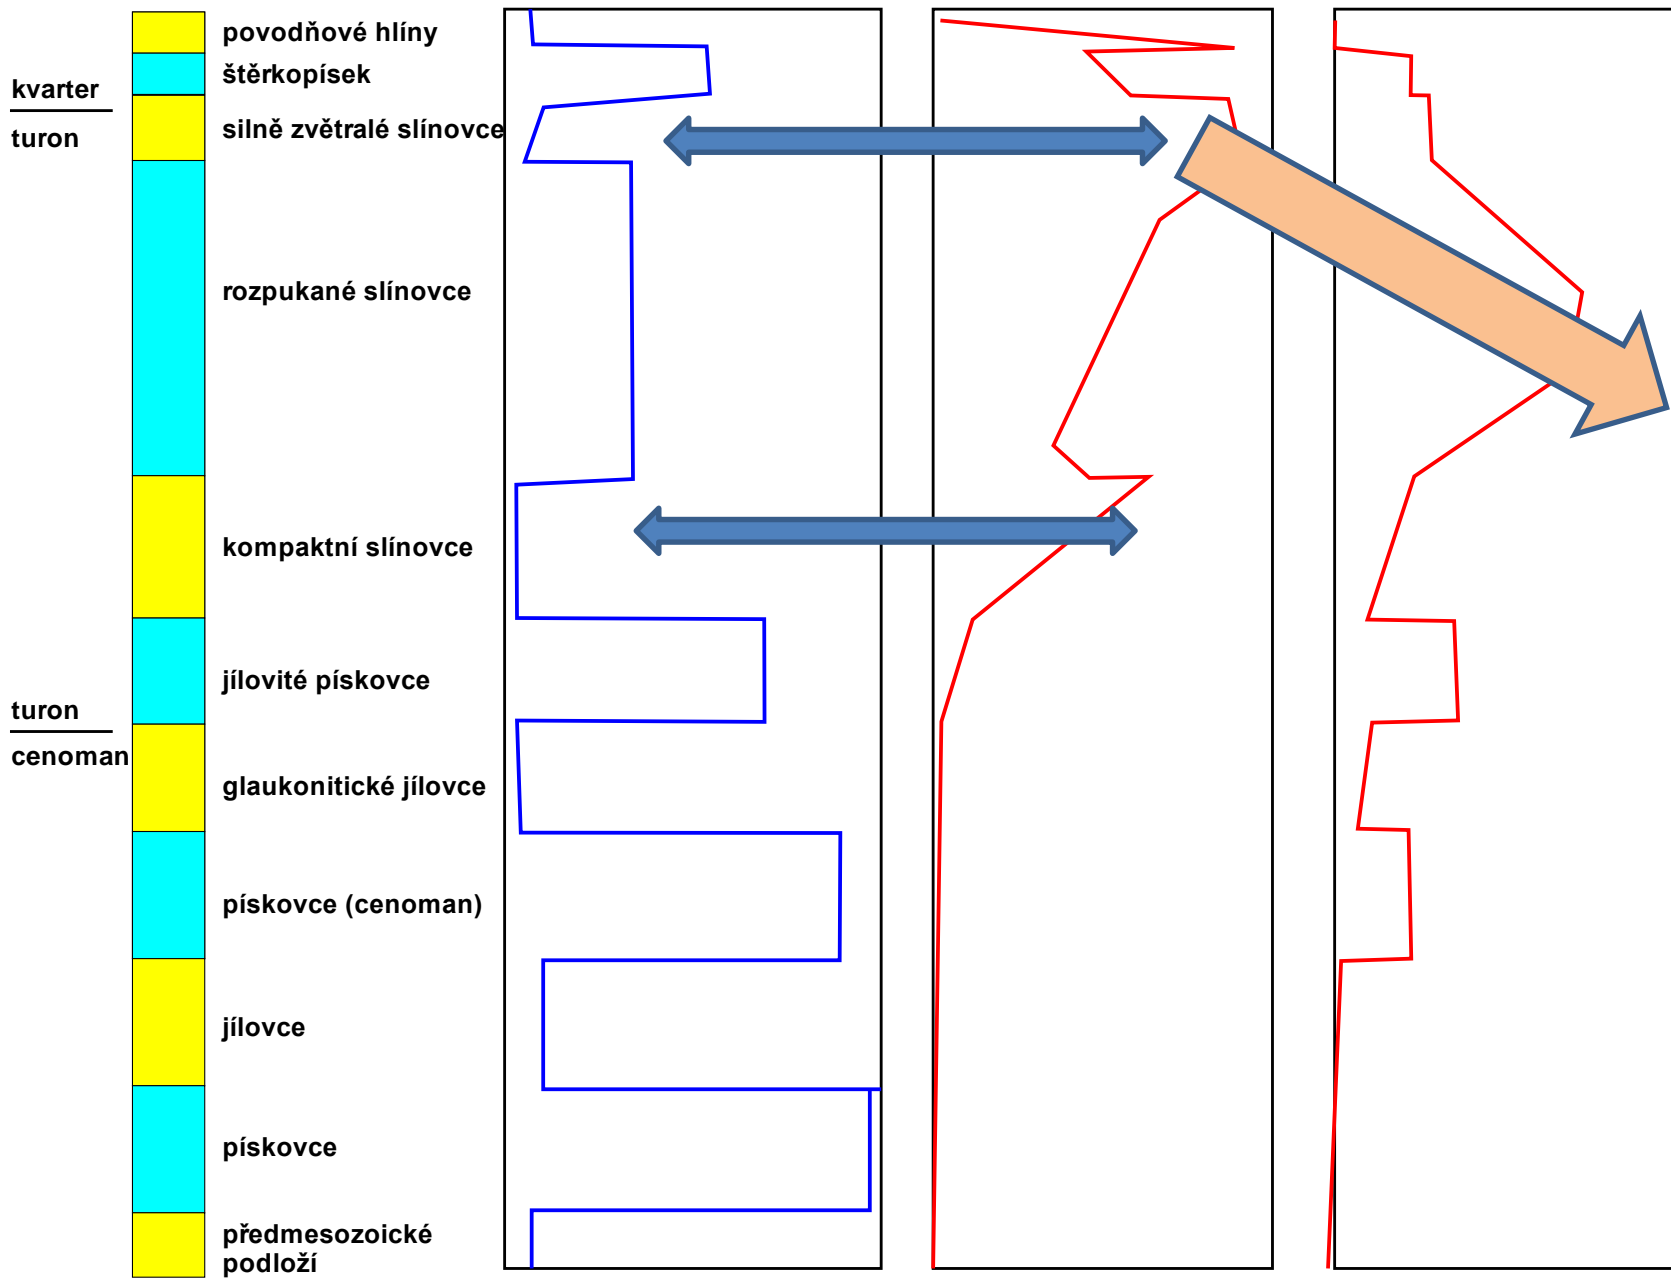 povodňové hlíny
štěrkopísek
kvarter
turon
silně zvětralé slínovce
rozpukané slínovce
kompaktní slínovce
jílovité pískovce
turon
cenoman
glaukonitické jílovce
pískovce (cenoman)
jílovce
pískovce
předmesozoické
podloží